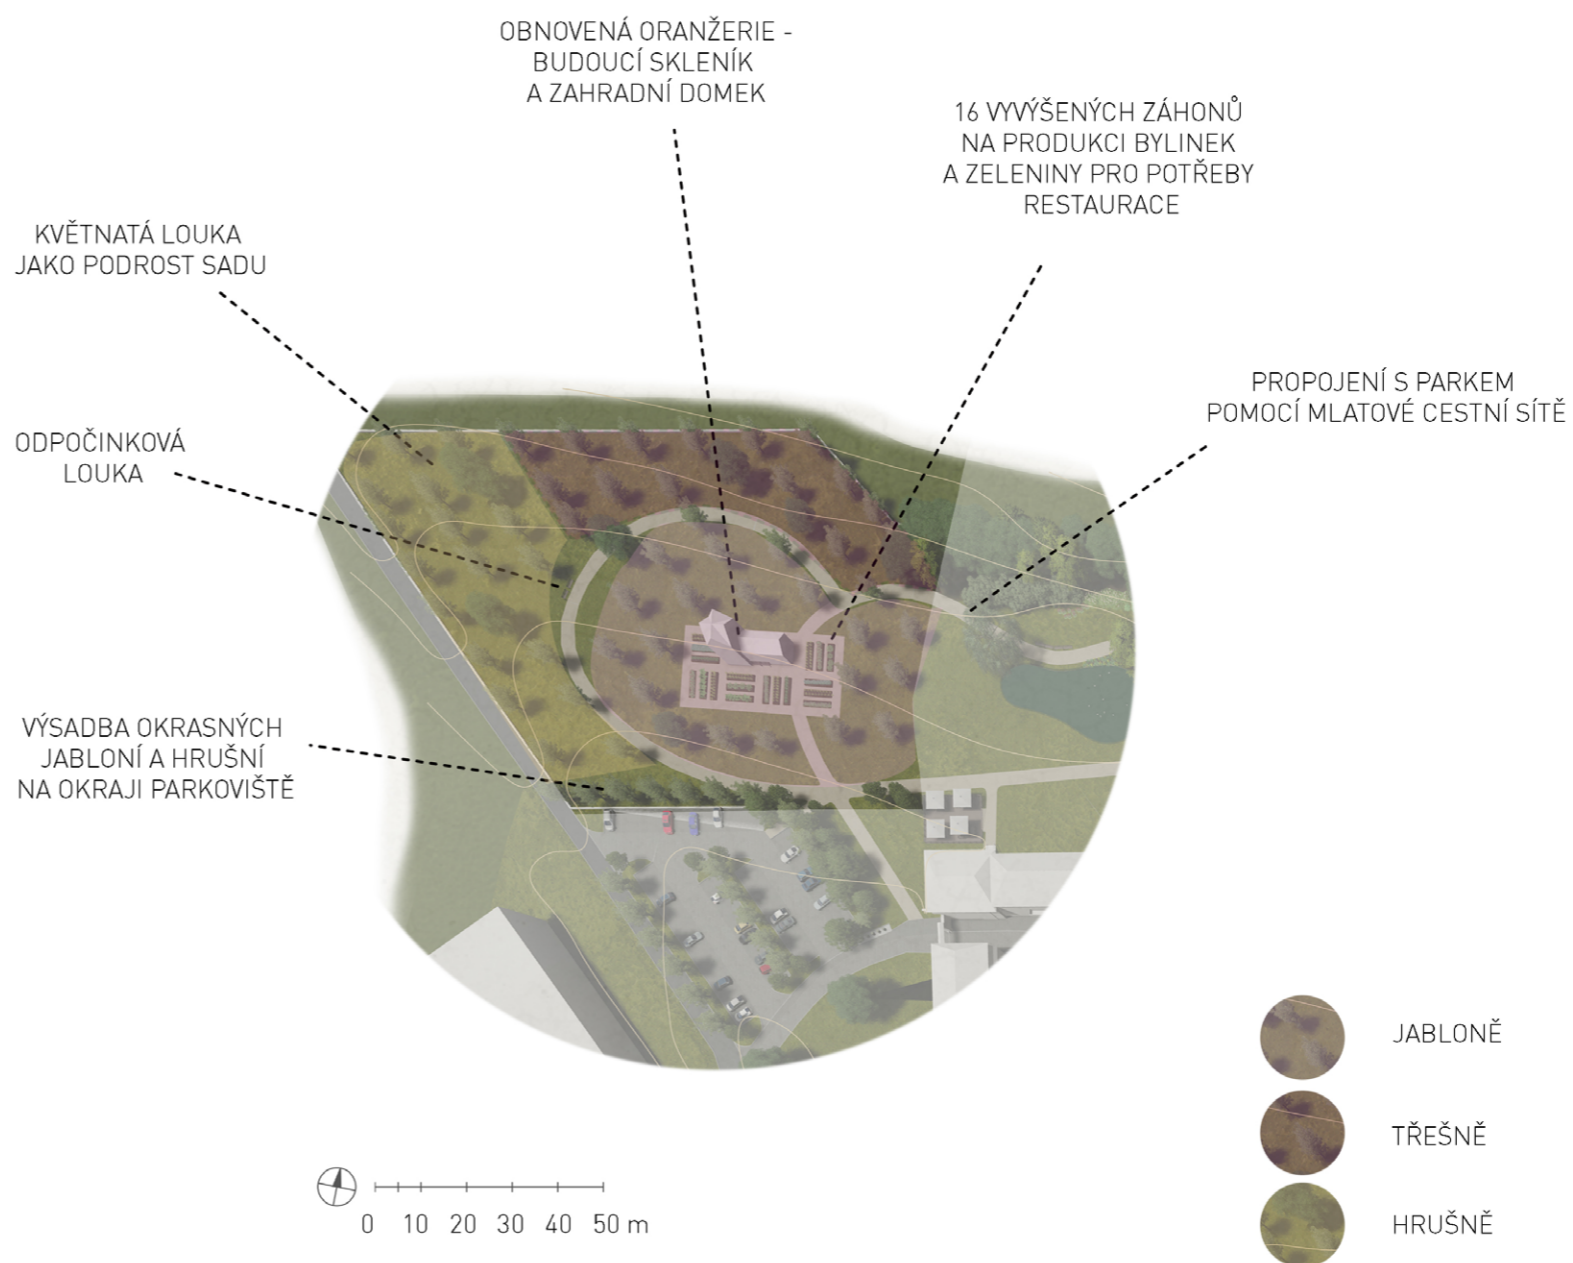 OBNOVENÁ ORANŽERIE -
BUDOUCÍ SKLENÍK
A ZAHRADNÍ DOMEK
16 VYVÝŠENÝCH ZÁHONŮ
NA PRODUKCI BYLINEK
A ZELENINY PRO POTŘEBY
RESTAURACE
KVĚTNATÁ LOUKA
JAKO PODROST SADU
PROPOJENÍ S PARKEM
POMOCÍ MLATOVÉ CESTNÍ SÍTĚ
ODPOČINKOVÁ
LOUKA
VÝSADBA OKRASNÝCH
JABLONÍ A HRUŠNÍ
NA OKRAJI PARKOVIŠTĚ
JABLONĚ
TŘEŠNĚ
HRUŠNĚ
0 10 20 30 40 50 m